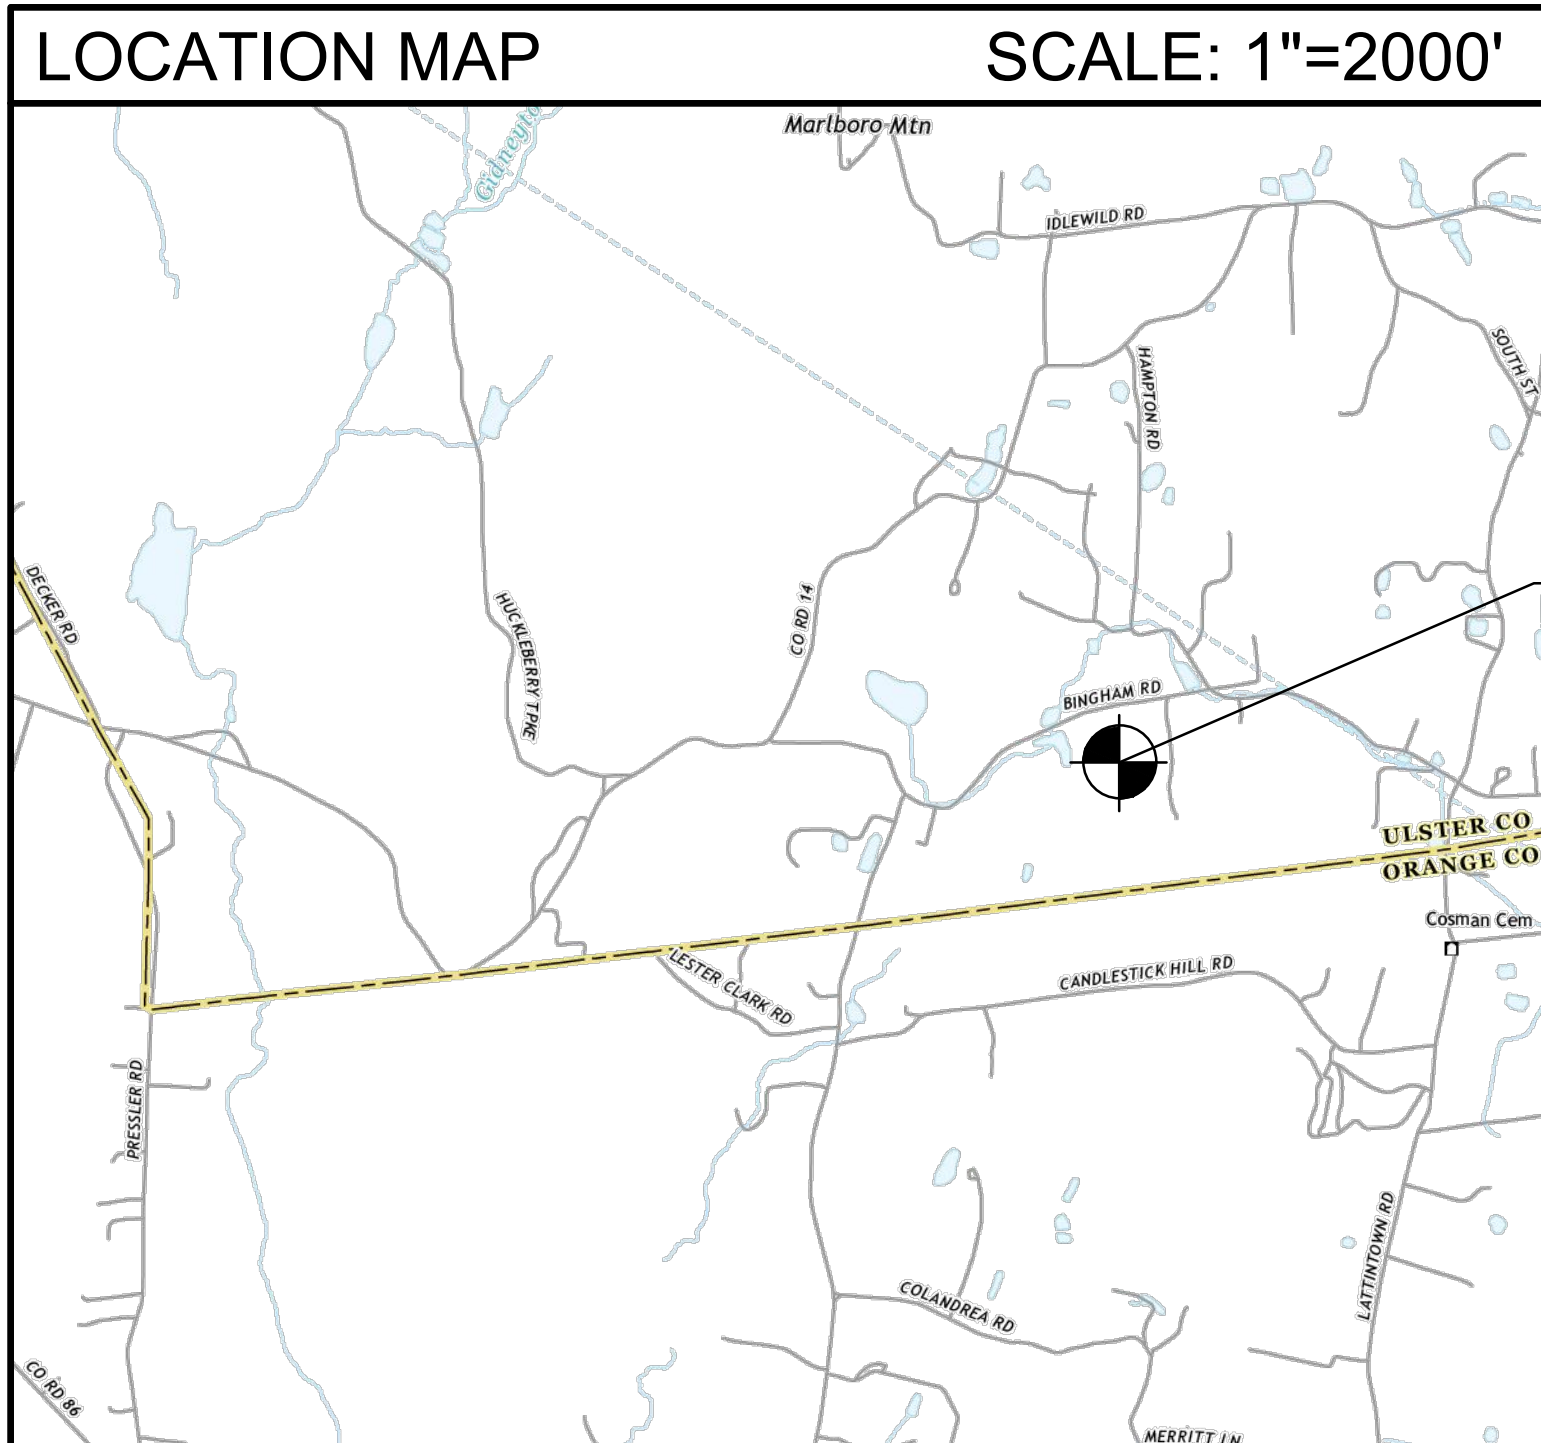 LOCATION MAP SCALE: 1"=2000'
Marlboro Mtn
IDLEWILD RD
HAMPTON RD
SOUTH ST
DECKER RD
HUCKLEBERRY TPKE
CO RD 14
BINGHAM RD
ULSTER CO
ORANGE CO
Cosman Cem
LESTER CLARK RD
CANDLESTICK HILL RD
PRESSLER RD
LATTINTOWN RD
COLANDREA RD
CO RD 86
MERRITT LN